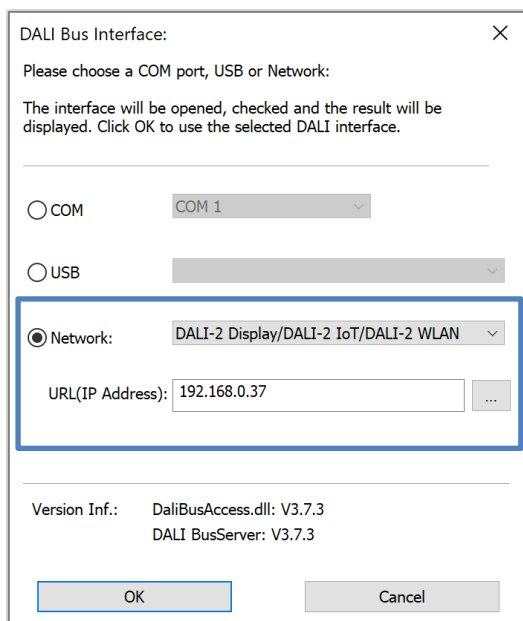 DALI Bus Interface:
Please choose a COM port, USB or Network:
The interface will be opened, checked and the result will be
displayed. Click OK to use the selected DALI interface.
COM
COM 1
USB
Network:
DALI-2 Display/DALI-2 IoT/DALI-2 WLAN
URL(IP Address):
192.168.0.37
...
Version Inf.:
DaliBusAccess.dll: V3.7.3
DALI BusServer: V3.7.3
OK
Cancel